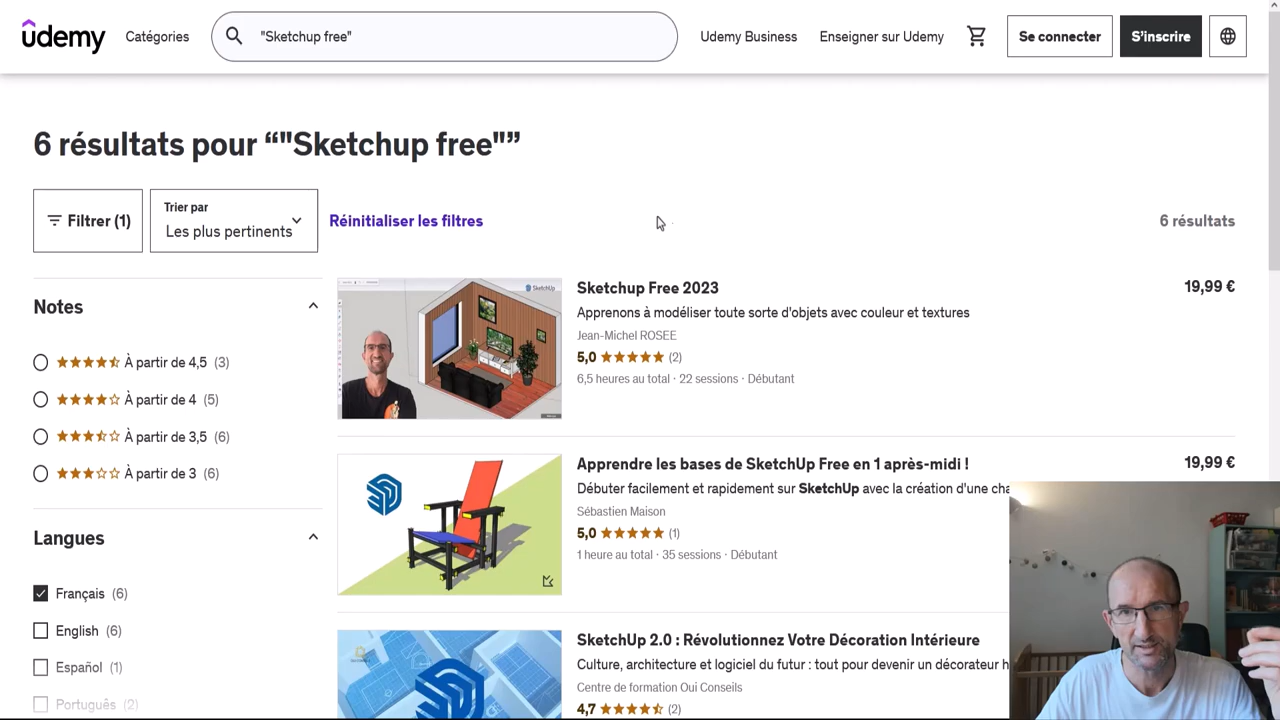 ûdemy
Catégories
"Sketchup free"
Udemy Business
Enseigner sur Udemy
Se connecter
S'inscrire
6 résultats pour “"Sketchup free"”
Filtrer (1)
Trier par
Les plus pertinents
Réinitialiser les filtres
6 résultats
Notes
À partir de 4,5 (3)
À partir de 4 (5)
À partir de 3,5 (6)
À partir de 3 (6)
Langues
Français (6)
English (6)
Español (1)
Português (2)
SketchUp
Sketchup Free 2023
19,99 €
Apprenons à modéliser toute sorte d'objets avec couleur et textures
Jean-Michel ROSEE
5,0 (2)
6,5 heures au total · 22 sessions · Débutant
Apprendre les bases de SketchUp Free en 1 après-midi !
19,99 €
Débuter facilement et rapidement sur SketchUp avec la création d'une cha
Sébastien Maison
5,0 (1)
1 heure au total · 35 sessions · Débutant
SketchUp 2.0 : Révolutionnez Votre Décoration Intérieure
Culture, architecture et logiciel du futur : tout pour devenir un décorateur h
Centre de formation Oui Conseils
4,7 (2)